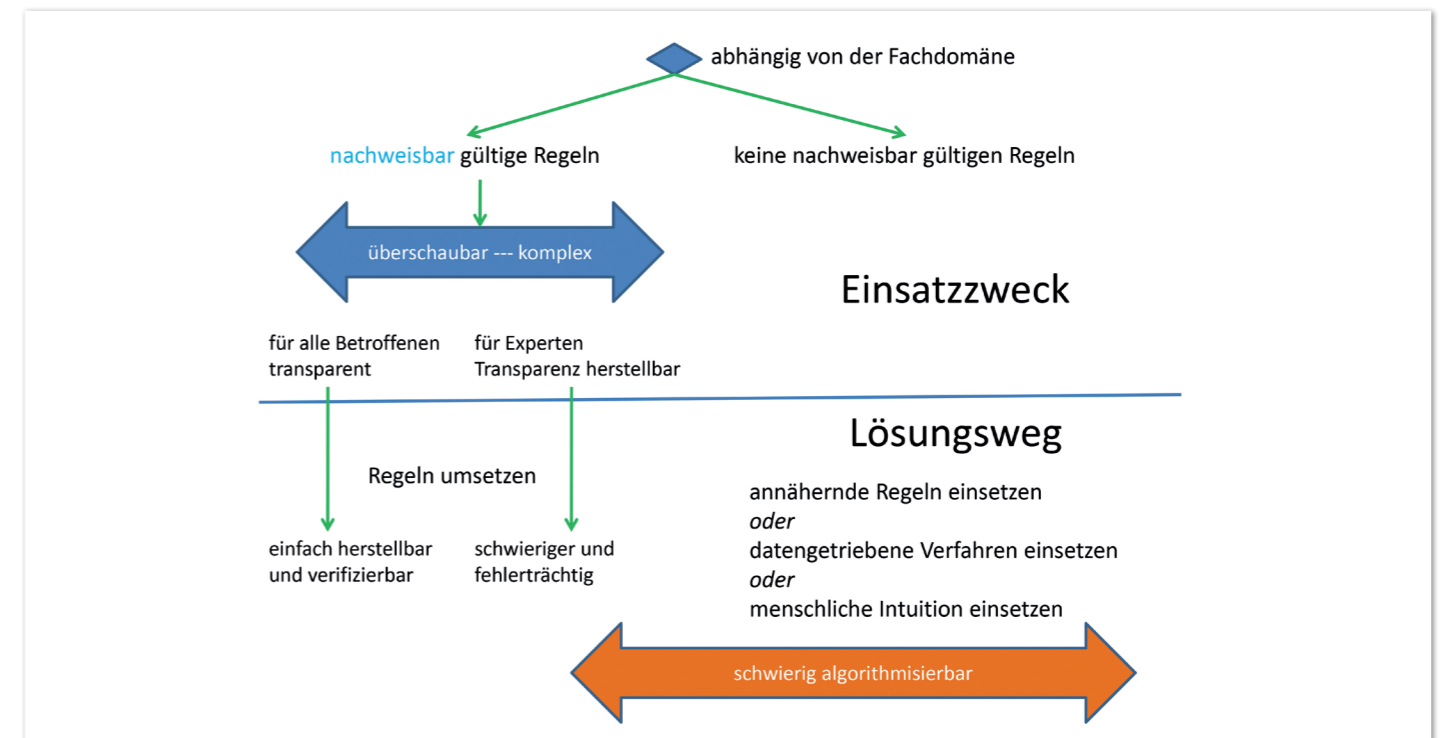 abhängig von der Fachdomäne
nachweisbar gültige Regeln
keine nachweisbar gültigen Regeln
überschaubar --- komplex
Einsatzzweck
für alle Betroffenen
transparent
für Experten
Transparenz herstellbar
Lösungsweg
Regeln umsetzen
einfach herstellbar
und verifizierbar
schwieriger und
fehlerträchtig
annähernde Regeln einsetzen
oder
datengetriebene Verfahren einsetzen
oder
menschliche Intuition einsetzen
schwierig algorithmisierbar